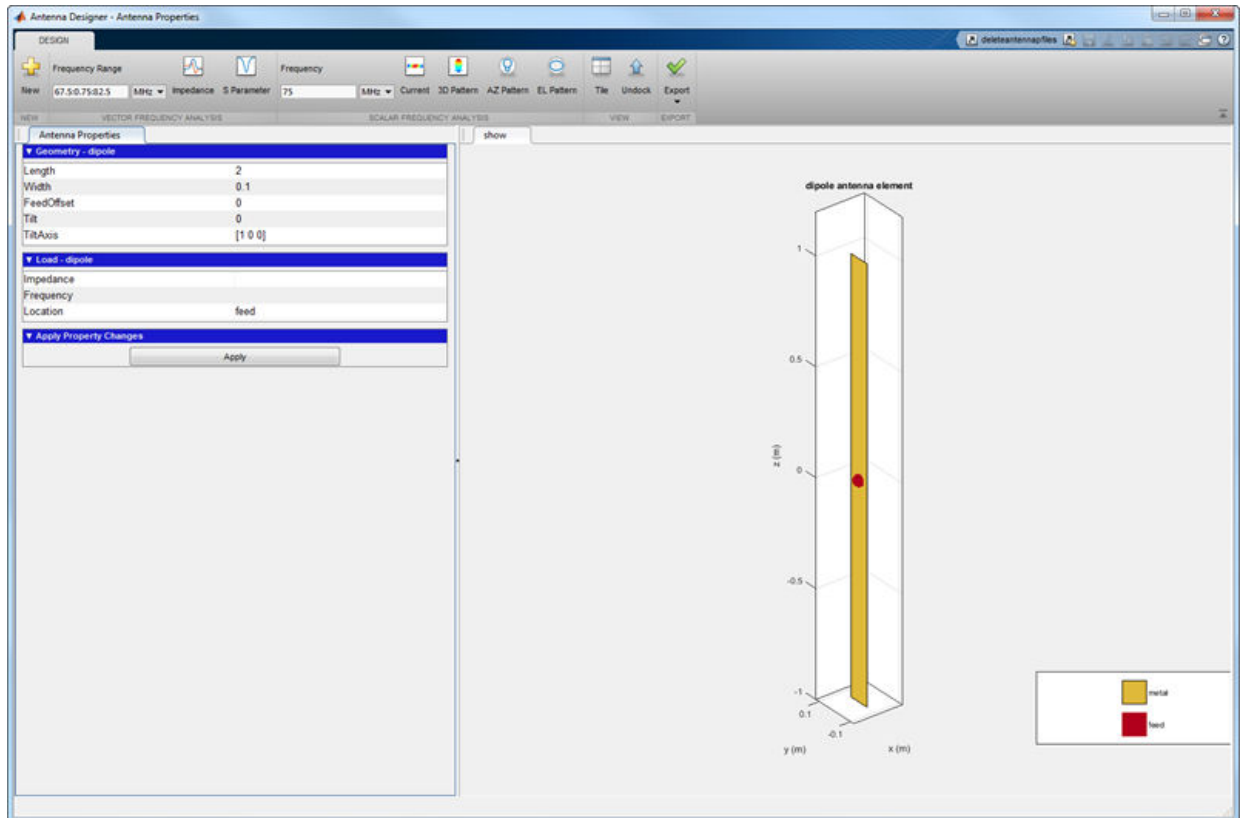 Antenna Designer - Antenna Properties
DESIGN
deleteantennapfiles
Frequency Range
Frequency
New 67.5:0.75:82.5 MHz Impedance S Parameter 75 MHz Current 3D Pattern AZ Pattern EL Pattern Tile Undock Export
NEW VECTOR FREQUENCY ANALYSIS SCALAR FREQUENCY ANALYSIS VIEW EXPORT
Antenna Properties
show
Geometry - dipole
Length 2
Width 0.1
FeedOffset 0
Tilt 0
TiltAxis [1 0 0]
Load - dipole
Impedance
Frequency
Location feed
Apply Property Changes
Apply
dipole antenna element
1
0.5
z (m)
0
-0.5
-1
0.1
-0.1
y (m)
x (m)
metal
feed